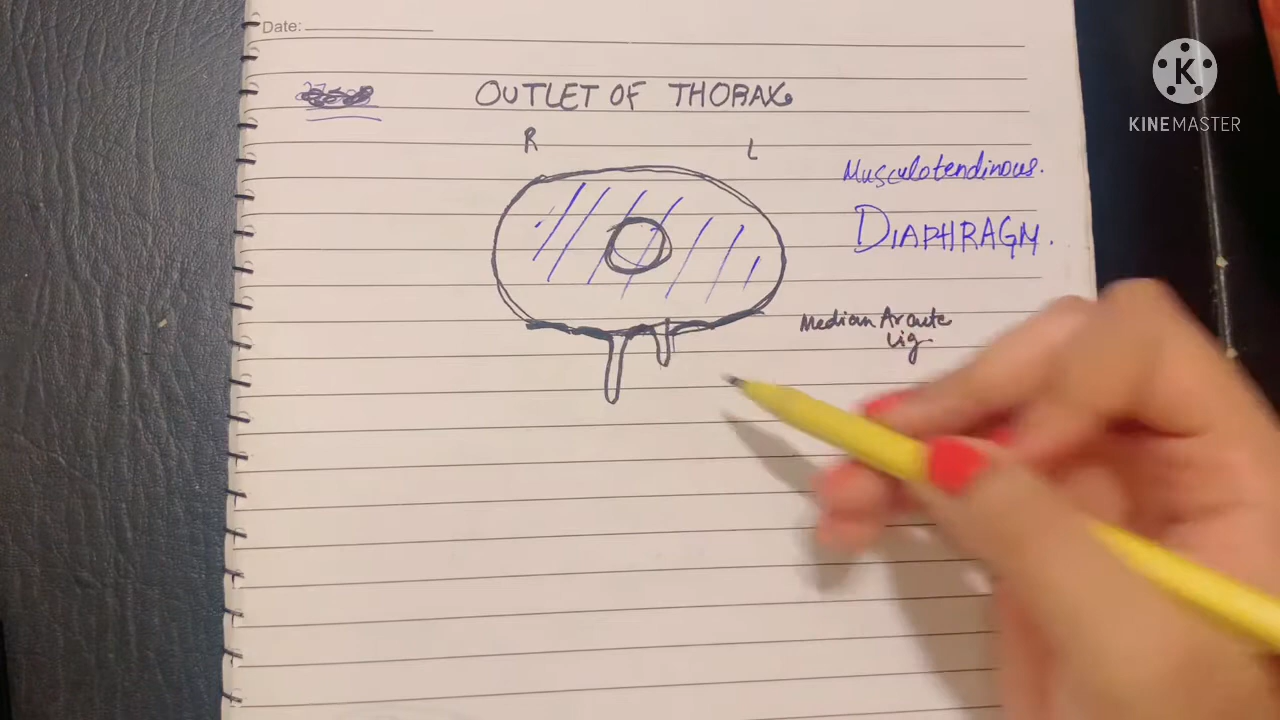 Date:
OUTLET OF THORAX
R L
Musculotendinous.
DIAPHRAGM.
Median Arcuate
Lig
K
KINEMASTER